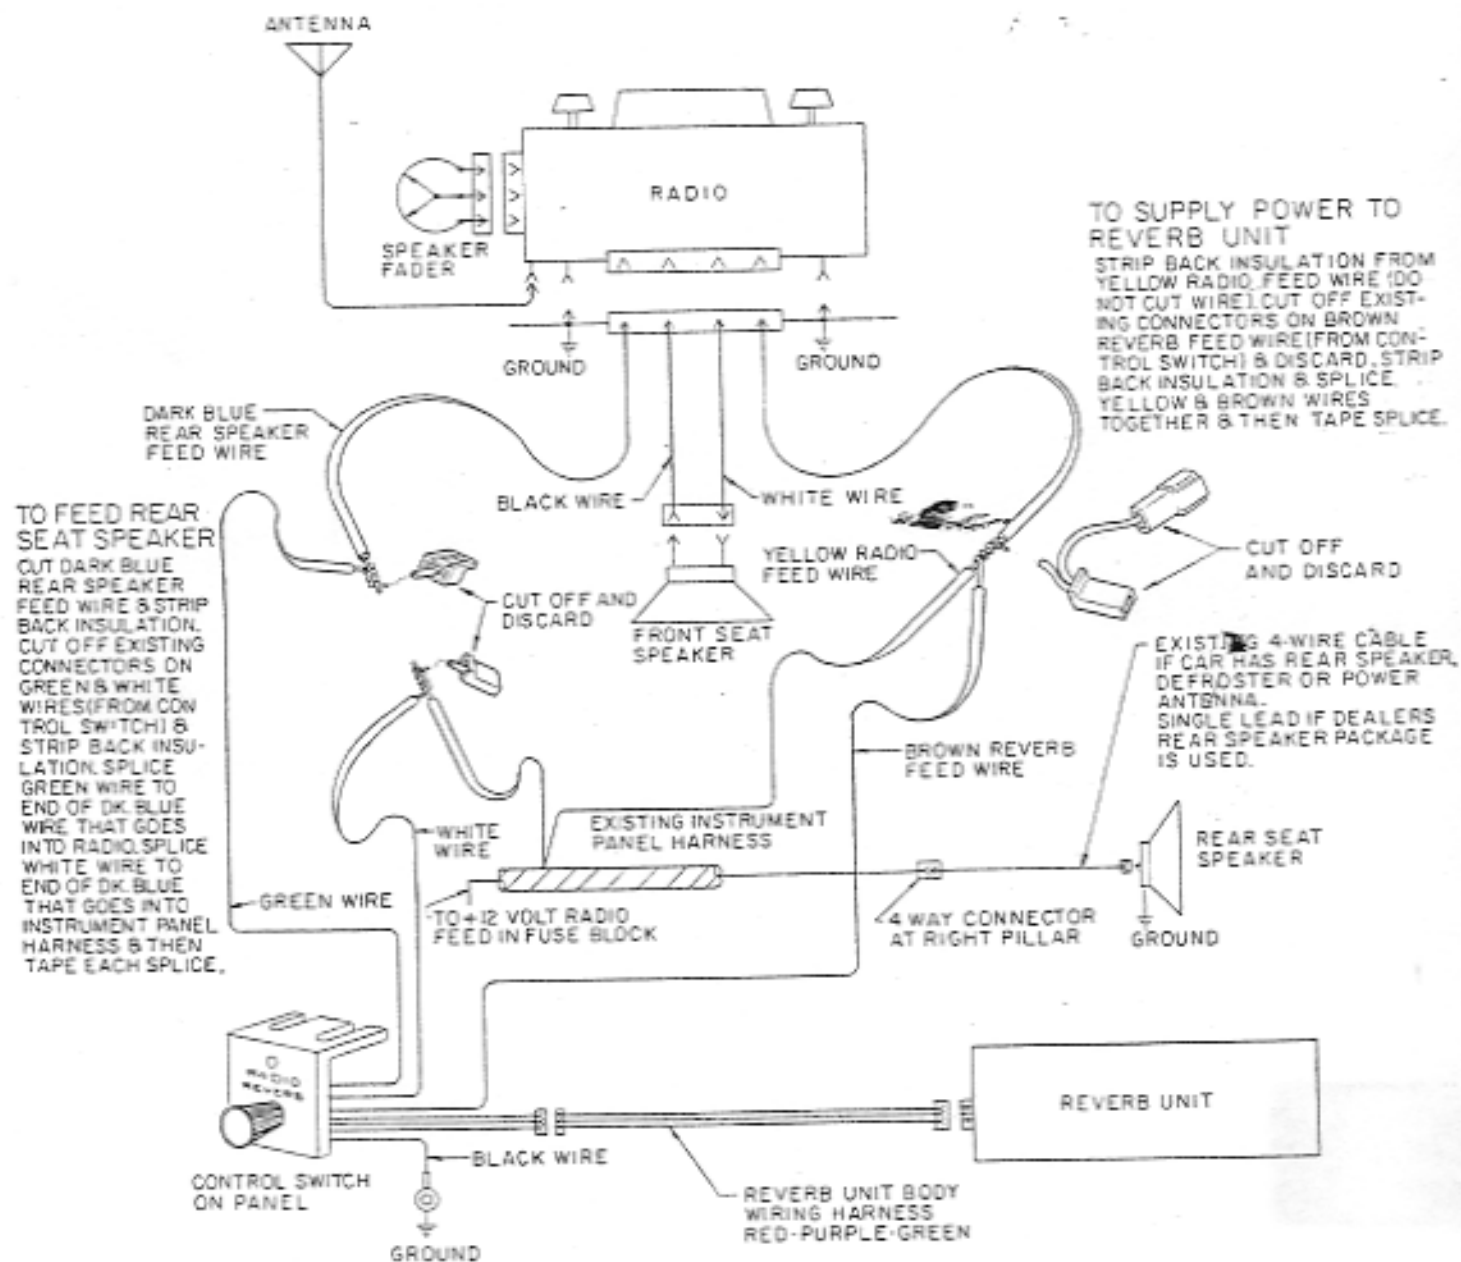 ANTENNA
RADIO
SPEAKER
FADER
GROUND
GROUND
TO SUPPLY POWER TO
REVERB UNIT
STRIP BACK INSULATION FROM
YELLOW RADIO FEED WIRE (DO
NOT CUT WIRE). CUT OFF EXIST-
ING CONNECTORS ON BROWN
REVERB FEED WIRE (FROM CON-
TROL SWITCH) & DISCARD. STRIP
BACK INSULATION & SPLICE
YELLOW & BROWN WIRES
TOGETHER & THEN TAPE SPLICE.
DARK BLUE
REAR SPEAKER
FEED WIRE
BLACK WIRE
WHITE WIRE
TO FEED REAR
SEAT SPEAKER
CUT DARK BLUE
REAR SPEAKER
FEED WIRE & STRIP
BACK INSULATION.
CUT OFF EXISTING
CONNECTORS ON
GREEN & WHITE
WIRES (FROM CON
TROL SWITCH) &
STRIP BACK INSU-
LATION. SPLICE
GREEN WIRE TO
END OF DK. BLUE
WIRE THAT GOES
INTO RADIO. SPLICE
WHITE WIRE TO
END OF DK. BLUE
THAT GOES INTO
INSTRUMENT PANEL
HARNESS & THEN
TAPE EACH SPLICE.
CUT OFF AND
DISCARD
FRONT SEAT
SPEAKER
YELLOW RADIO
FEED WIRE
CUT OFF
AND DISCARD
EXISTING 4-WIRE CABLE
IF CAR HAS REAR SPEAKER,
DEFROSTER OR POWER
ANTENNA.
SINGLE LEAD IF DEALERS
REAR SPEAKER PACKAGE
IS USED.
BROWN REVERB
FEED WIRE
WHITE
WIRE
EXISTING INSTRUMENT
PANEL HARNESS
REAR SEAT
SPEAKER
GREEN WIRE
TO +12 VOLT RADIO
FEED IN FUSE BLOCK
4 WAY CONNECTOR
AT RIGHT PILLAR
GROUND
RADIO
REVERB
REVERB UNIT
BLACK WIRE
CONTROL SWITCH
ON PANEL
REVERB UNIT BODY
WIRING HARNESS
RED-PURPLE-GREEN
GROUND